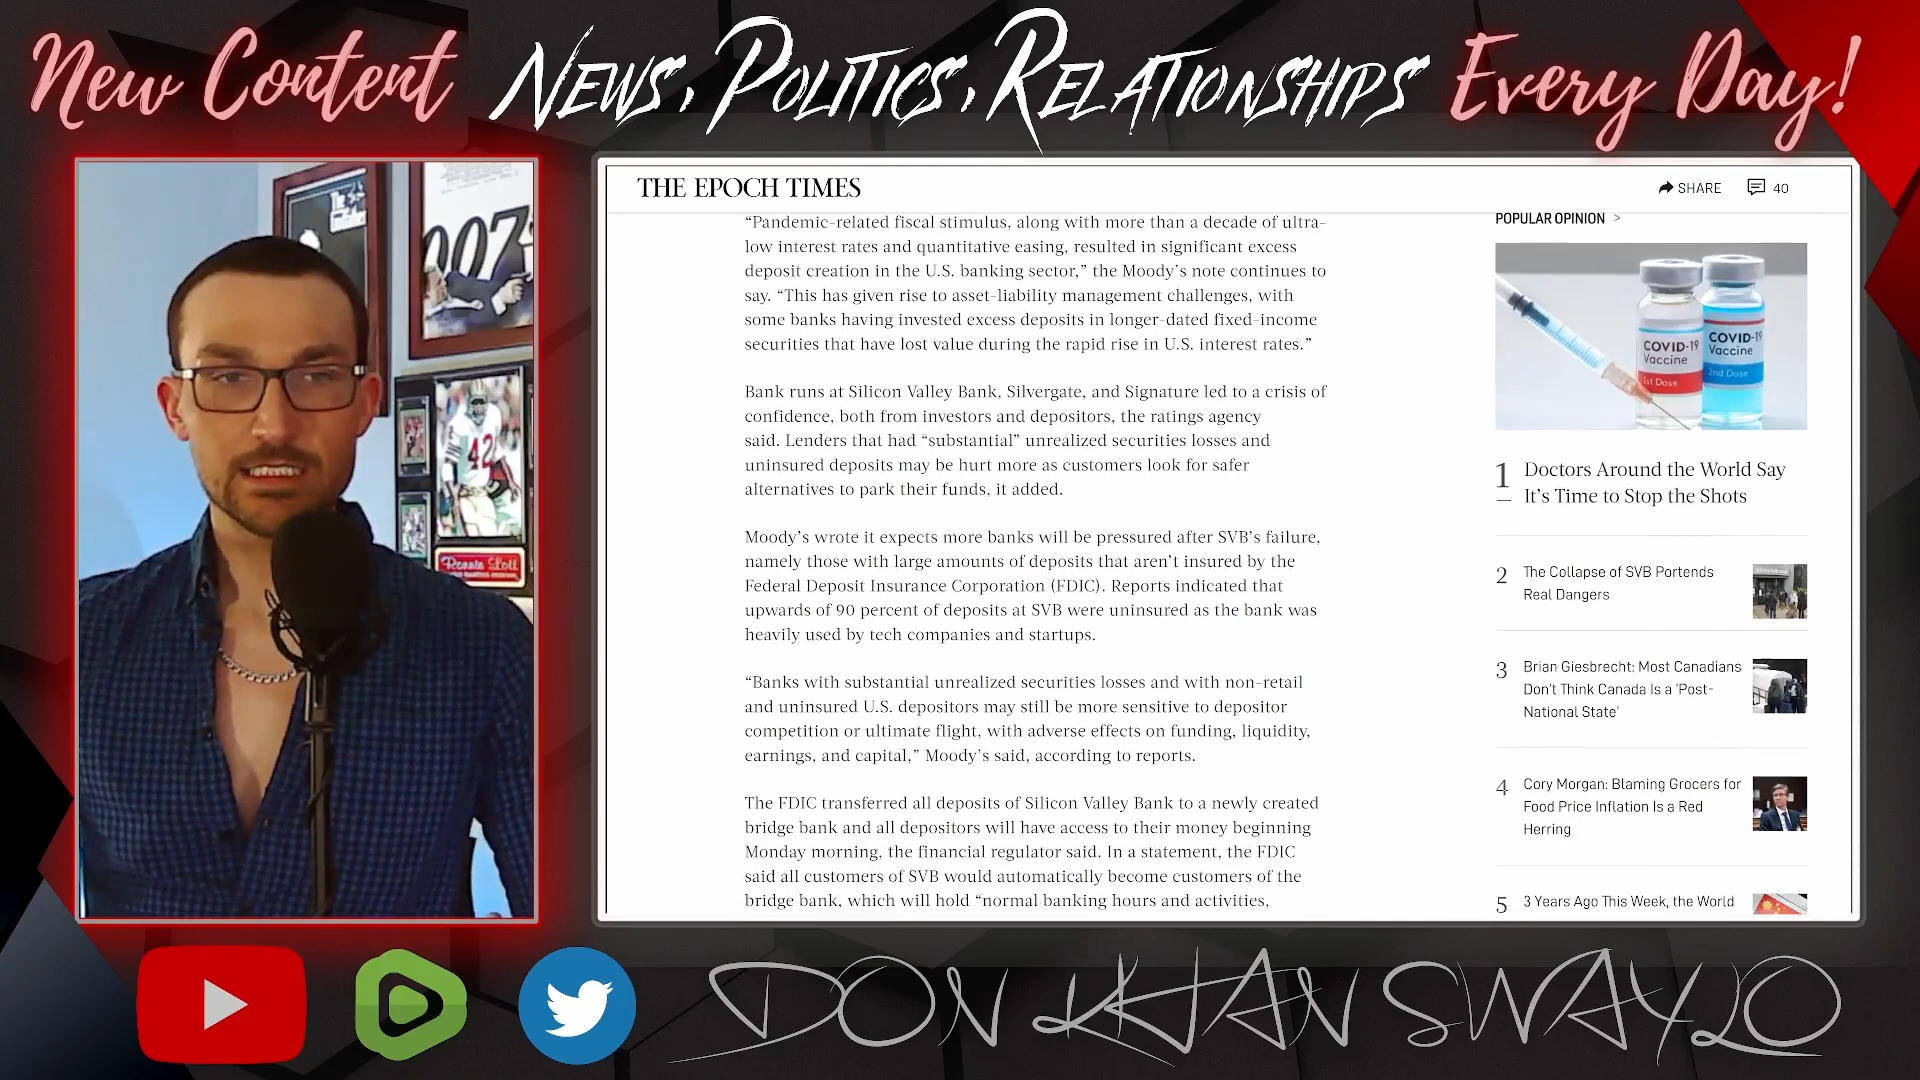 New Content News, Politics, Relationships Every Day!
THE EPOCH TIMES
SHARE
40
"Pandemic-related fiscal stimulus, along with more than a decade of ultra-
low interest rates and quantitative easing, resulted in significant excess
deposit creation in the U.S. banking sector," the Moody's note continues to
say. "This has given rise to asset-liability management challenges, with
some banks having invested excess deposits in longer-dated fixed-income
securities that have lost value during the rapid rise in U.S. interest rates."
Bank runs at Silicon Valley Bank, Silvergate, and Signature led to a crisis of
confidence, both from investors and depositors, the ratings agency
said. Lenders that had "substantial" unrealized securities losses and
uninsured deposits may be hurt more as customers look for safer
alternatives to park their funds, it added.
Moody's wrote it expects more banks will be pressured after SVB's failure,
namely those with large amounts of deposits that aren't insured by the
Federal Deposit Insurance Corporation (FDIC). Reports indicated that
upwards of 90 percent of deposits at SVB were uninsured as the bank was
heavily used by tech companies and startups.
"Banks with substantial unrealized securities losses and with non-retail
and uninsured U.S. depositors may still be more sensitive to depositor
competition or ultimate flight, with adverse effects on funding, liquidity,
earnings, and capital," Moody's said, according to reports.
The FDIC transferred all deposits of Silicon Valley Bank to a newly created
bridge bank and all depositors will have access to their money beginning
Monday morning, the financial regulator said. In a statement, the FDIC
said all customers of SVB would automatically become customers of the
bridge bank, which will hold "normal banking hours and activities,
POPULAR OPINION >
COVID-19
Vaccine
1st Dose
COVID-19
Vaccine
2nd Dose
1 Doctors Around the World Say
It's Time to Stop the Shots
2 The Collapse of SVB Portends
Real Dangers
3 Brian Giesbrecht: Most Canadians
Don't Think Canada Is a 'Post-
National State'
4 Cory Morgan: Blaming Grocers for
Food Price Inflation Is a Red
Herring
5 3 Years Ago This Week, the World
007
42
Ronnie Lott
DON KHAN SWAYLO